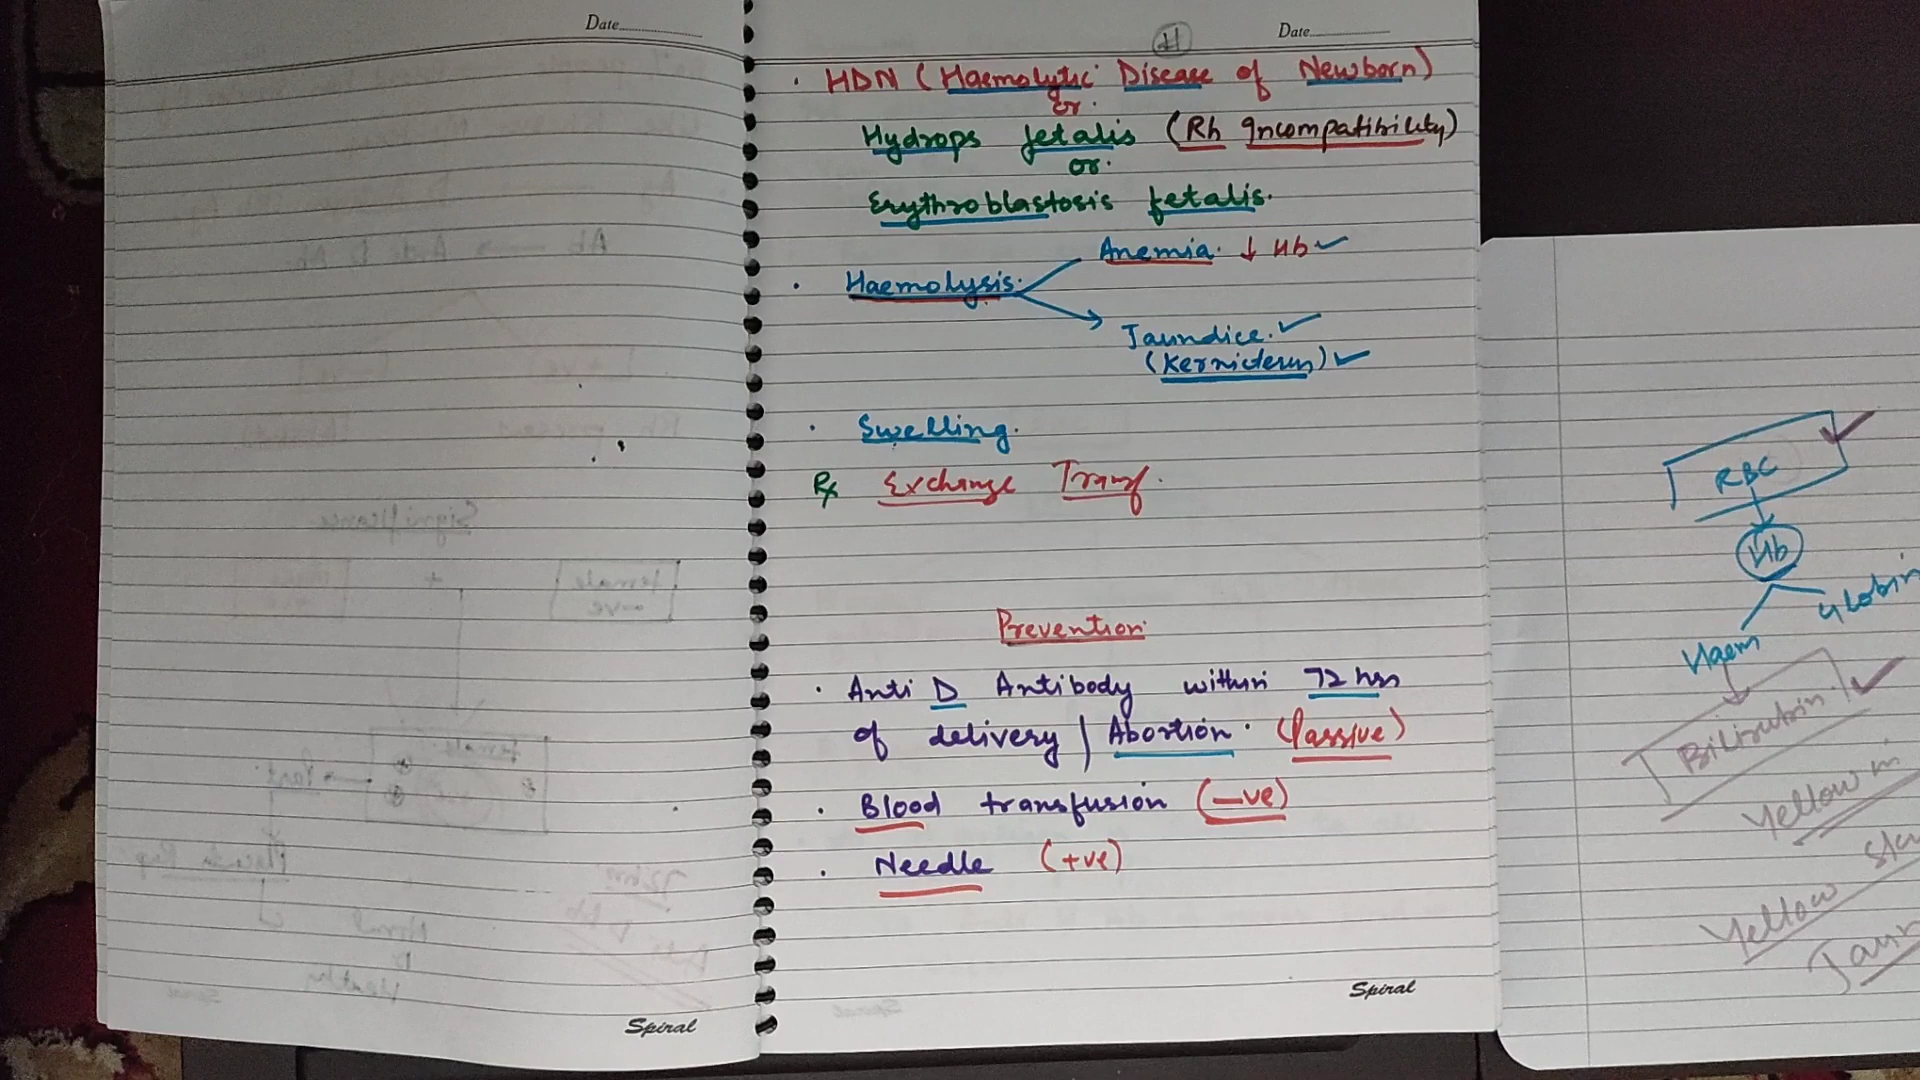 Date
H
Date
· HDN (Haemolytic Disease of Newborn)
or.
Hydrops fetalis (Rh Incompatibility)
or.
Erythroblastosis fetalis.
· Haemolysis.
Anemia. ↓ Hb ✓
Jaundice. ✓
(Kernicterus) ✓
· Swelling.
Rx Exchange Transf.
Prevention
· Anti D Antibody within 72 hrs
of delivery / Abortion. (Passive)
· Blood transfusion (-ve)
· Needle (+ve)
Spiral
Spiral
RBC
Hb
Haem
Globin
Bilirubin
Yellow in
Yellow